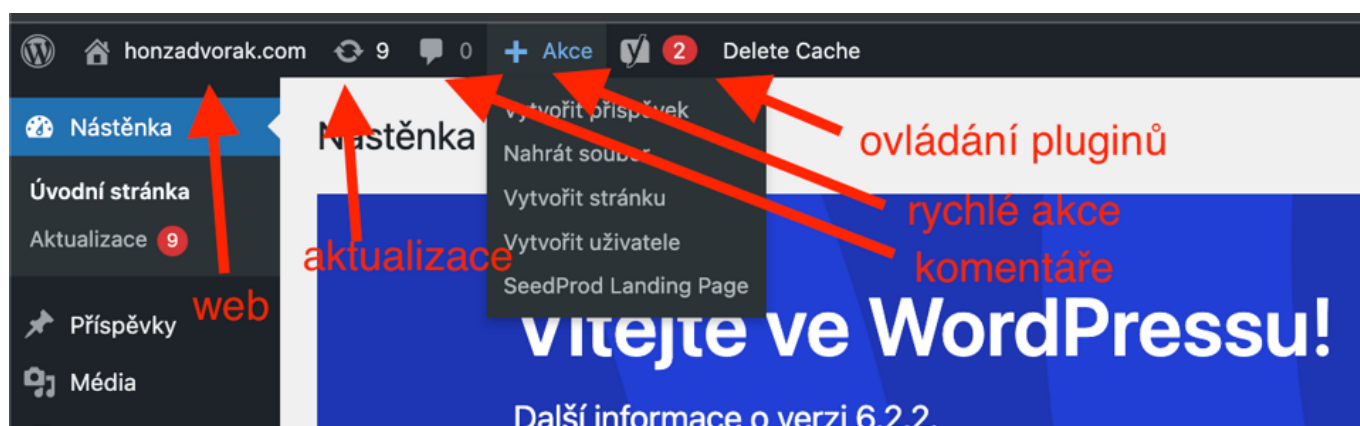 honzadvorak.com 9 0 + Akce 2 Delete Cache
Nástěnka
Úvodní stránka
Aktualizace 9
Příspěvky
Média
Nástěnka
Vytvořit příspěvek
Nahrát soubor
Vytvořit stránku
Vytvořit uživatele
SeedProd Landing Page
ovládání pluginů
rychlé akce
komentáře
aktualizace
web
Vítejte ve WordPressu!
Další informace o verzi 6.2.2.